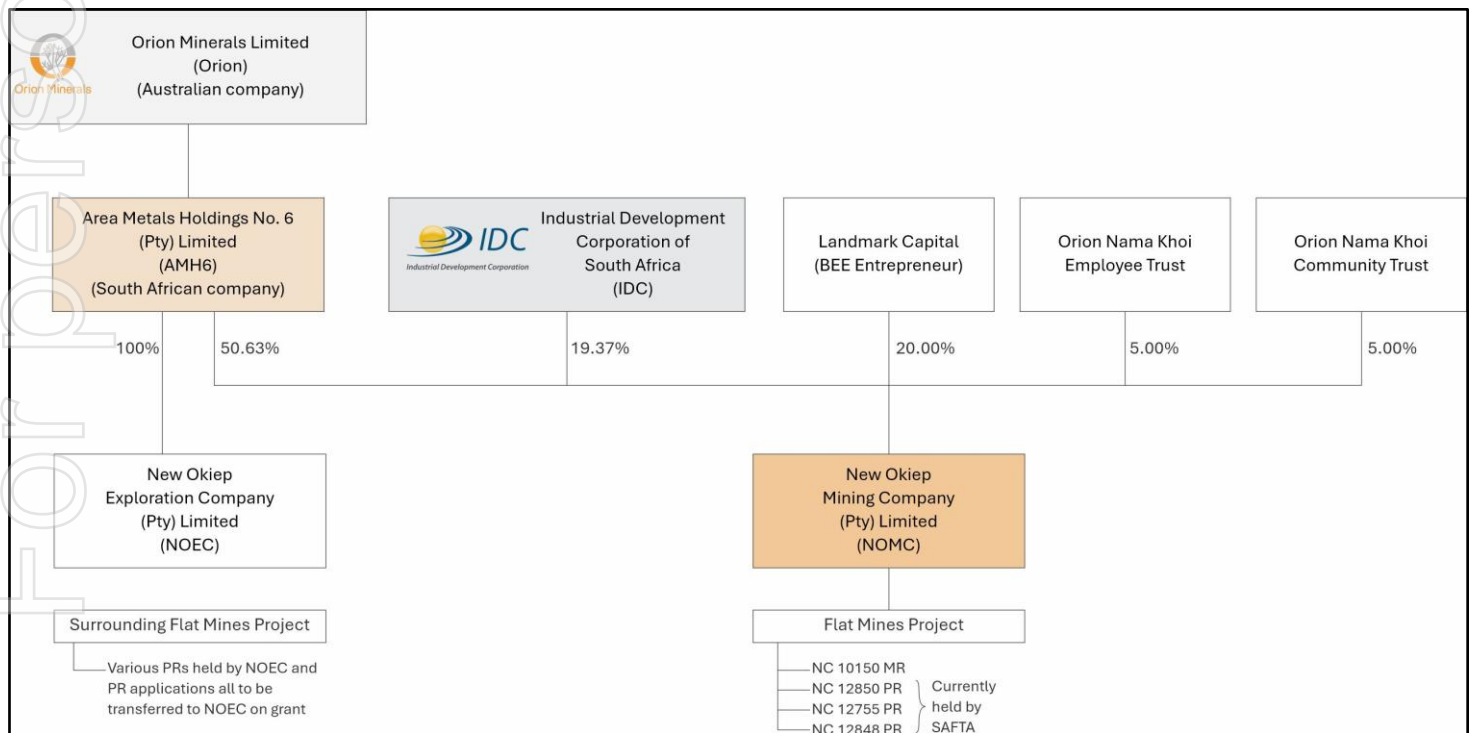 For perso
Orion Minerals
Orion Minerals Limited
(Orion)
(Australian company)
Area Metals Holdings No. 6
(Pty) Limited
(AMH6)
(South African company)
IDC
Industrial Development Corporation
Industrial Development
Corporation of
South Africa
(IDC)
Landmark Capital
(BEE Entrepreneur)
Orion Nama Khoi
Employee Trust
Orion Nama Khoi
Community Trust
100%
50.63%
19.37%
20.00%
5.00%
5.00%
New Okiep
Exploration Company
(Pty) Limited
(NOEC)
New Okiep
Mining Company
(Pty) Limited
(NOMC)
Surrounding Flat Mines Project
Various PRs held by NOEC and
PR applications all to be
transferred to NOEC on grant
Flat Mines Project
NC 10150 MR
NC 12850 PR
NC 12755 PR
NC 12848 PR
Currently
held by
SAFTA